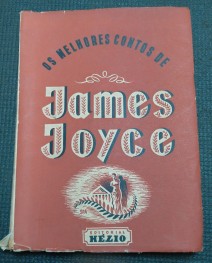 OS MELHORES CONTOS DE
James
Joyce
EDITORIAL
HÉLIO